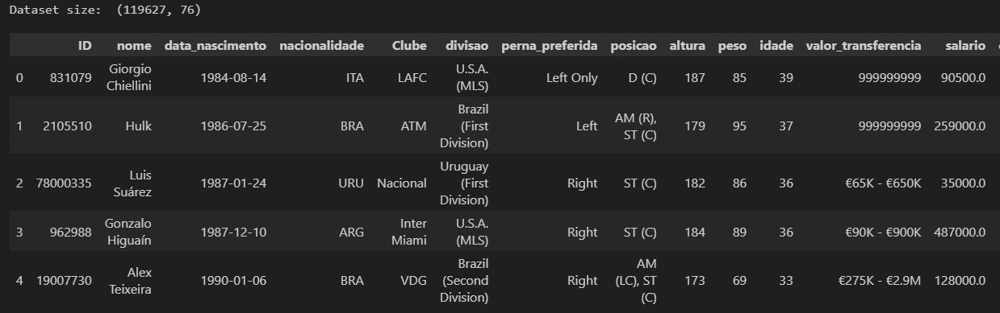 Dataset size: (119627, 76)
ID nome data_nascimento nacionalidade Clube divisao perna_preferida posicao altura peso idade valor_transferencia salario
0 831079 Giorgio Chiellini 1984-08-14 ITA LAFC U.S.A. (MLS) Left Only D (C) 187 85 39 999999999 90500.0
1 2105510 Hulk 1986-07-25 BRA ATM Brazil (First Division) Left AM (R), ST (C) 179 95 37 999999999 259000.0
2 78000335 Luis Suárez 1987-01-24 URU Nacional Uruguay (First Division) Right ST (C) 182 86 36 €65K - €650K 35000.0
3 962988 Gonzalo Higuaín 1987-12-10 ARG Inter Miami U.S.A. (MLS) Right ST (C) 184 89 36 €90K - €900K 487000.0
4 19007730 Alex Teixeira 1990-01-06 BRA VDG Brazil (Second Division) Right AM (LC), ST (C) 173 69 33 €275K - €2.9M 128000.0